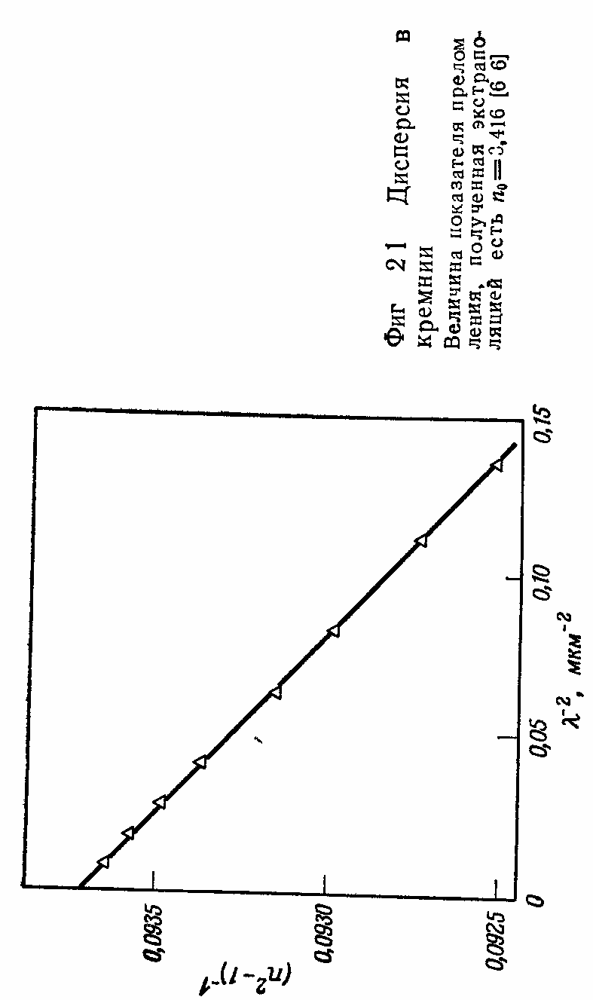 (n²−1)⁻¹
0,0935
0,0930
0,0925
0
0,05
0,10
0,15
λ⁻², мкм⁻²
Фиг 21 Дисперсия в
кремнии
Величина показателя прелом
ления, полученная экстрапо-
ляцией есть n₀=3,416 [6 6]